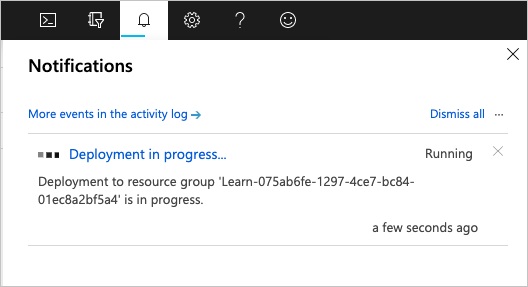 Notifications
More events in the activity log →
Dismiss all ...
Deployment in progress...
Running
Deployment to resource group 'Learn-075ab6fe-1297-4ce7-bc84-
01ec8a2bf5a4' is in progress.
a few seconds ago